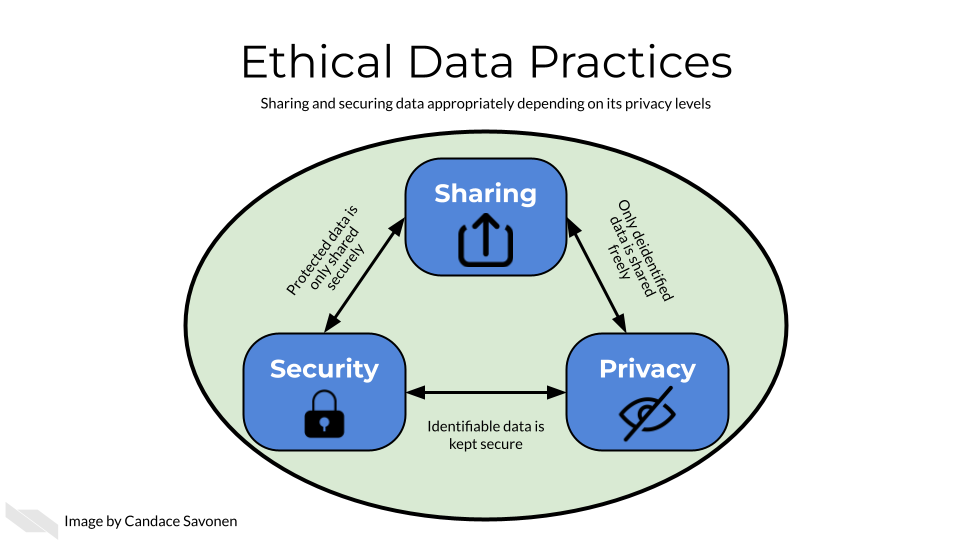 Ethical Data Practices
Sharing and securing data appropriately depending on its privacy levels
Sharing
Protected data is
only shared
securely
Only deidentified
data is shared
freely
Security
Privacy
Identifiable data is
kept secure
Image by Candace Savonen